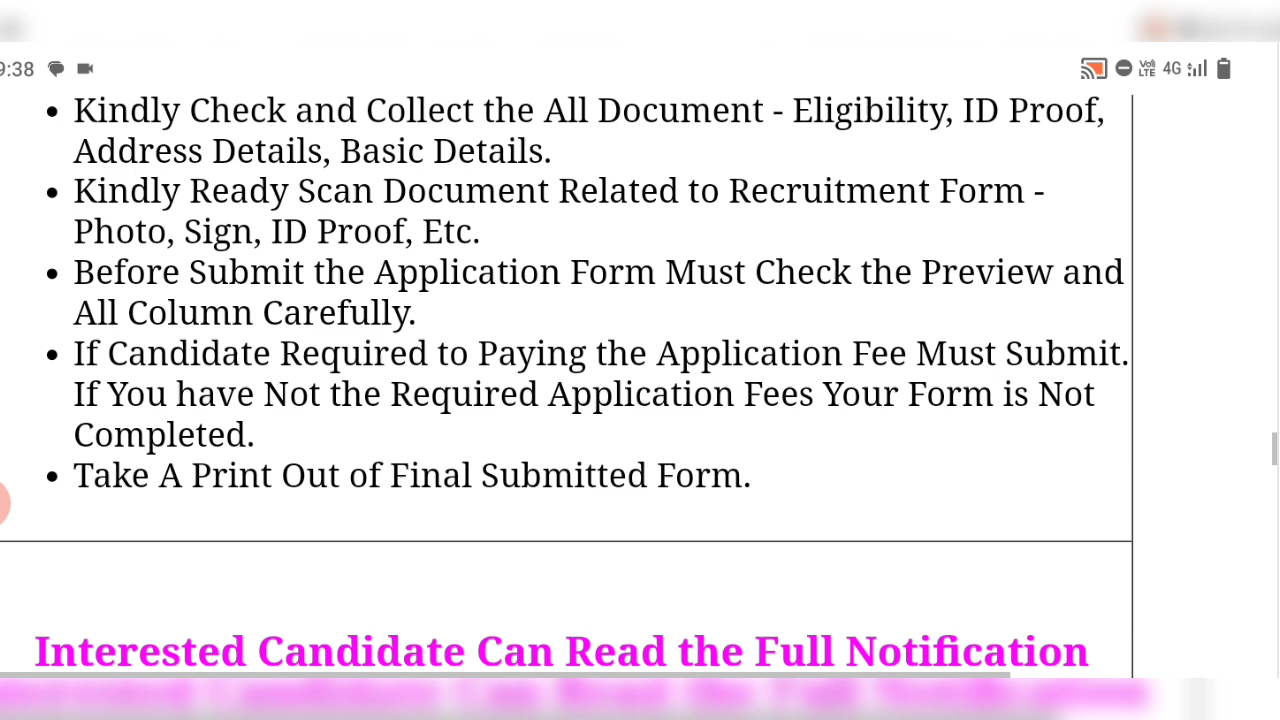 9:38 VoI) LTE 4G
Kindly Check and Collect the All Document - Eligibility, ID Proof,
Address Details, Basic Details.
Kindly Ready Scan Document Related to Recruitment Form -
Photo, Sign, ID Proof, Etc.
Before Submit the Application Form Must Check the Preview and
All Column Carefully.
If Candidate Required to Paying the Application Fee Must Submit.
If You have Not the Required Application Fees Your Form is Not
Completed.
Take A Print Out of Final Submitted Form.
Interested Candidate Can Read the Full Notification